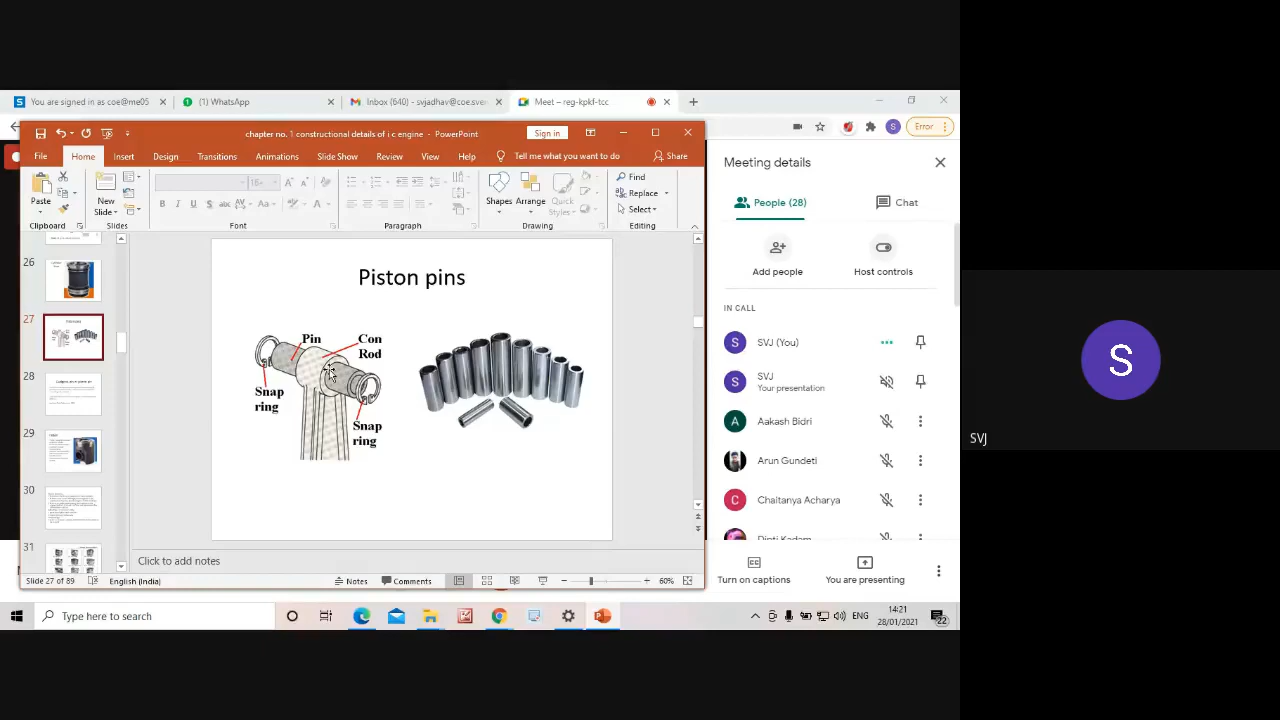 You are signed in as coe@me05
(1) WhatsApp
Inbox (640) - svjadhav@coe.sve
Meet – reg-kpkf-tcc
Error
chapter no. 1 constructional details of i c engine - PowerPoint
Sign in
File Home Insert Design Transitions Animations Slide Show Review View Help Tell me what you want to do Share
Paste
New
Slide
Shapes Arrange Quick
Styles
Find
Replace
Select
Clipboard Slides Font Paragraph Drawing Editing
26
27
28
29
30
31
Piston pins
Pin
Con
Rod
Snap
ring
Snap
ring
Click to add notes
Slide 27 of 89 English (India) Notes Comments 60%
Meeting details
People (28) Chat
Add people Host controls
IN CALL
SVJ (You)
SVJ
Your presentation
Aakash Bidri
Arun Gundeti
Chaitanya Acharya
Dipti Kadam
Turn on captions You are presenting
Type here to search
ENG
14:21
28/01/2021
22
S
SVJ